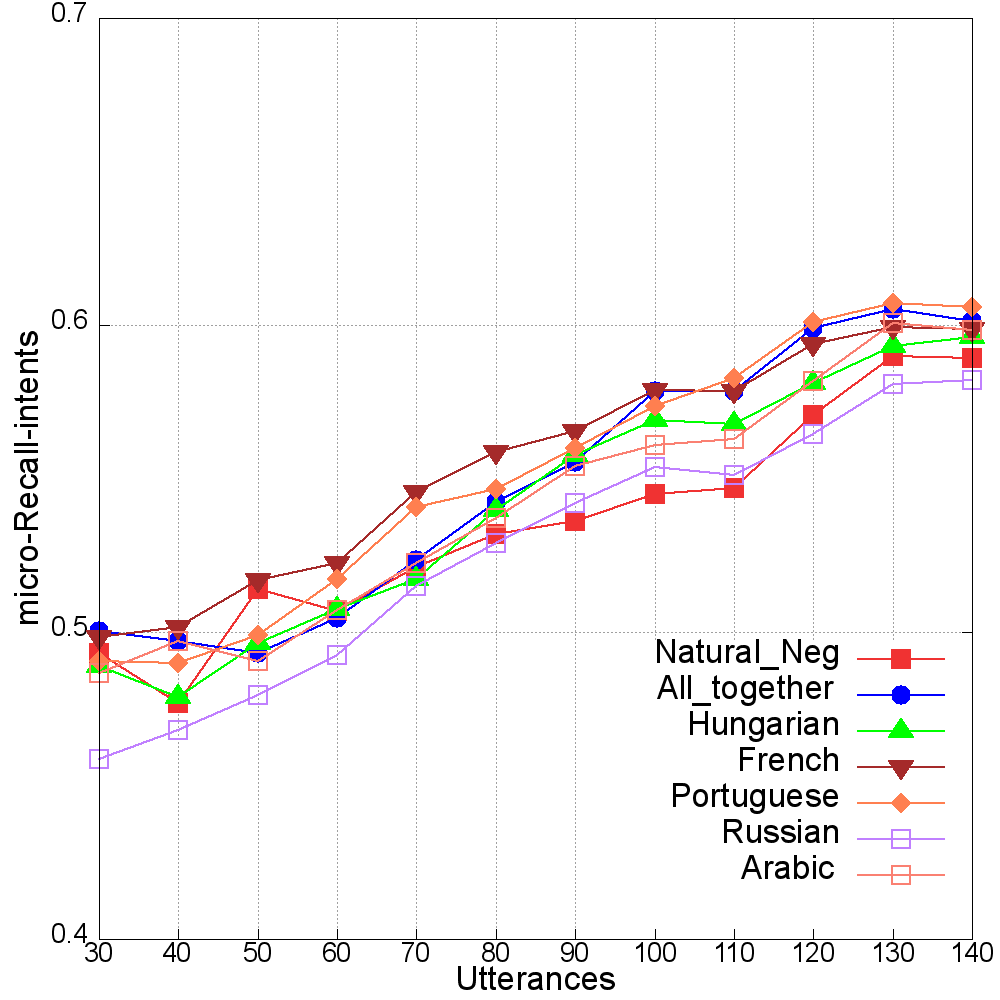 0.7
0.6
0.5
0.4
micro-Recall-intents
Natural_Neg
All_together
Hungarian
French
Portuguese
Russian
Arabic
30 40 50 60 70 80 90 100 110 120 130 140
Utterances